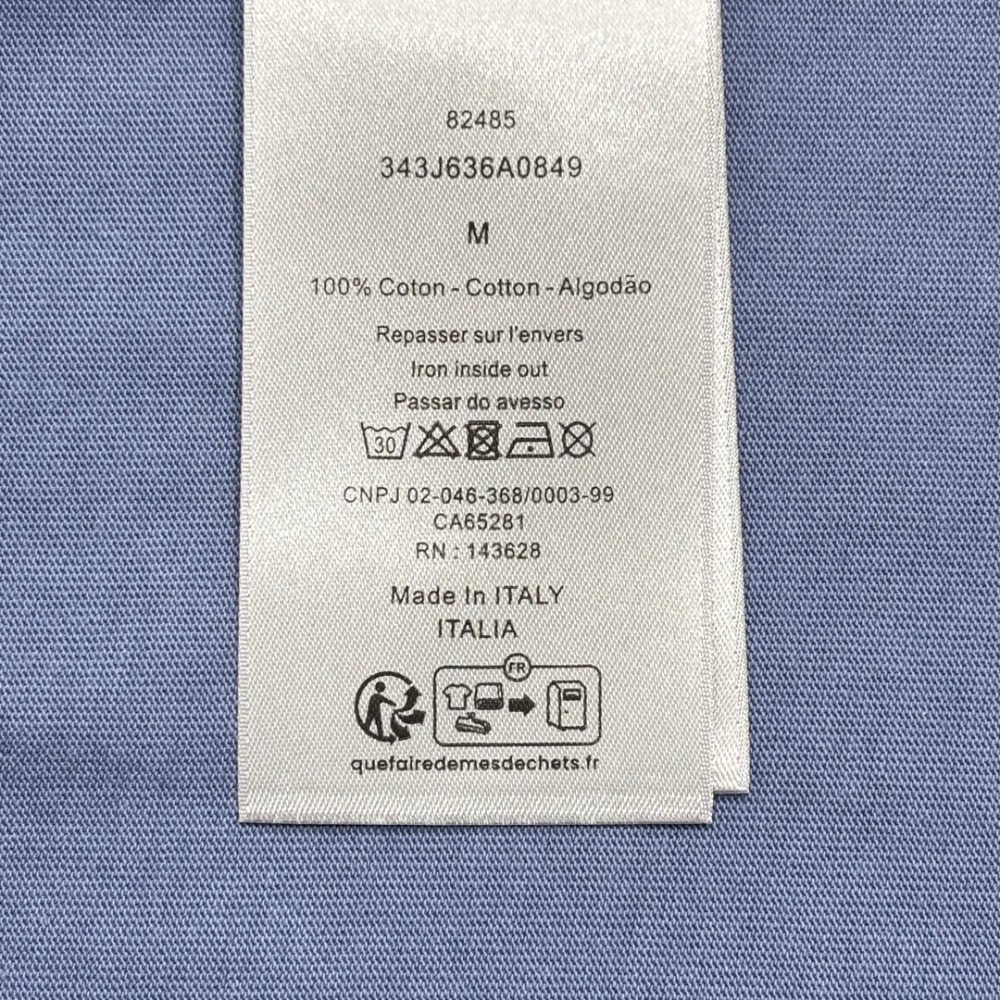 82485
343J636A0849
M
100% Coton - Cotton - Algodão
Repasser sur l'envers
Iron inside out
Passar do avesso
30
CNPJ 02-046-368/0003-99
CA65281
RN : 143628
Made In ITALY
ITALIA
FR
quefairedemesdechets.fr